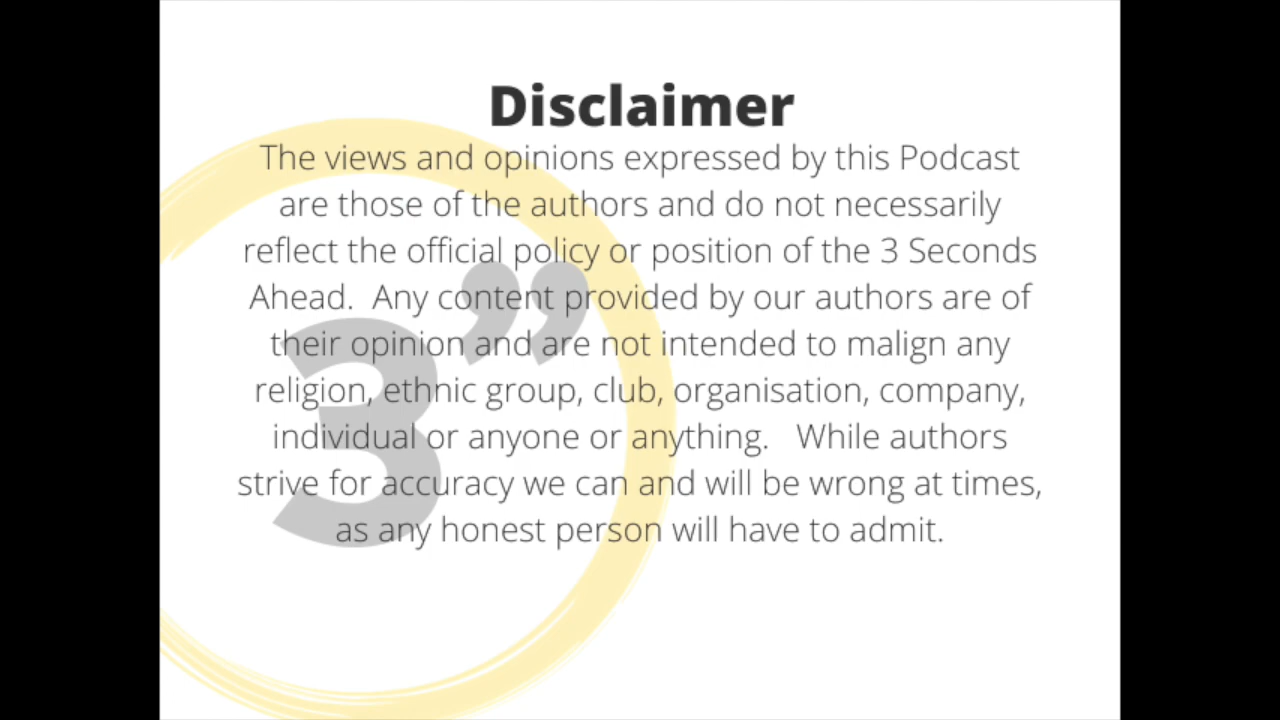 Disclaimer
The views and opinions expressed by this Podcast
are those of the authors and do not necessarily
reflect the official policy or position of the 3 Seconds
Ahead.  Any content provided by our authors are of
their opinion and are not intended to malign any
religion, ethnic group, club, organisation, company,
individual or anyone or anything.   While authors
strive for accuracy we can and will be wrong at times,
as any honest person will have to admit.
3”